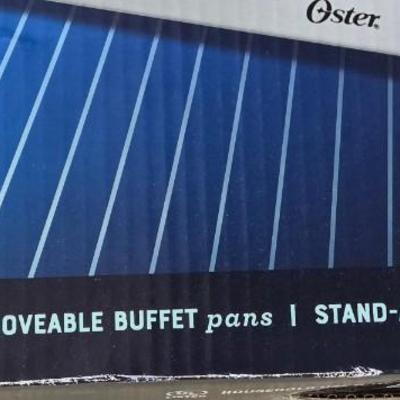 Oster
OVEABLE BUFFET pans | STAND-